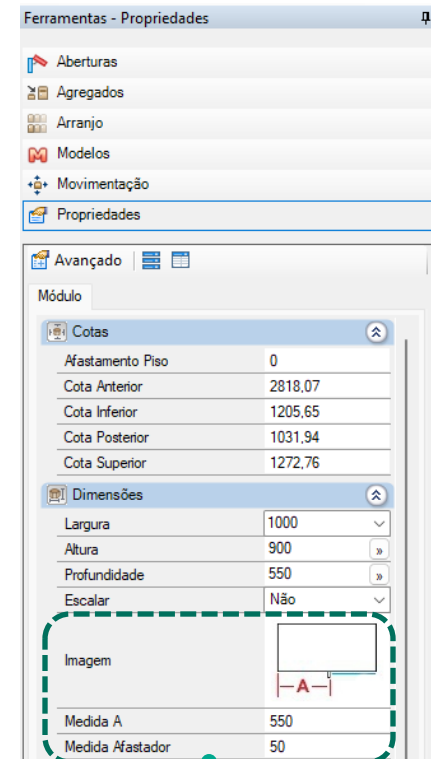 Ferramentas - Propriedades
Aberturas
Agregados
Arranjo
Modelos
Movimentação
Propriedades
Avançado
Módulo
Cotas
Afastamento Piso 0
Cota Anterior 2818,07
Cota Inferior 1205,65
Cota Posterior 1031,94
Cota Superior 1272,76
Dimensões
Largura 1000
Altura 900
Profundidade 550
Escalar Não
Imagem
A
Medida A 550
Medida Afastador 50